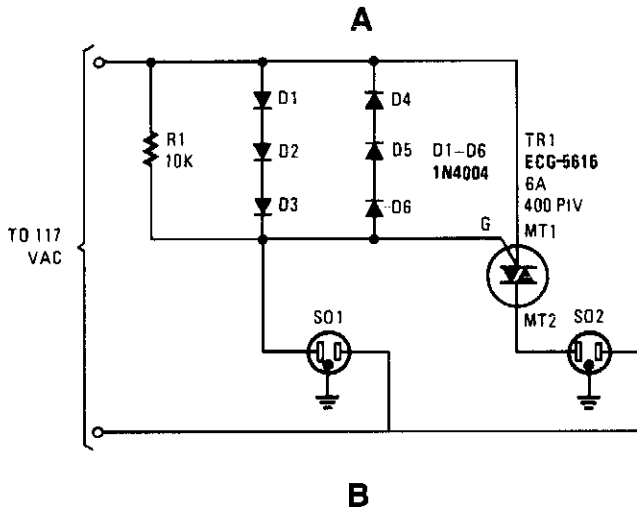 A
D1
D4
R1
10K
D2
D5
D1-D6
1N4004
TR1
ECG-5616
6A
400 PIV
D3
D6
G
MT1
TO 117
VAC
MT2
SO1
SO2
B